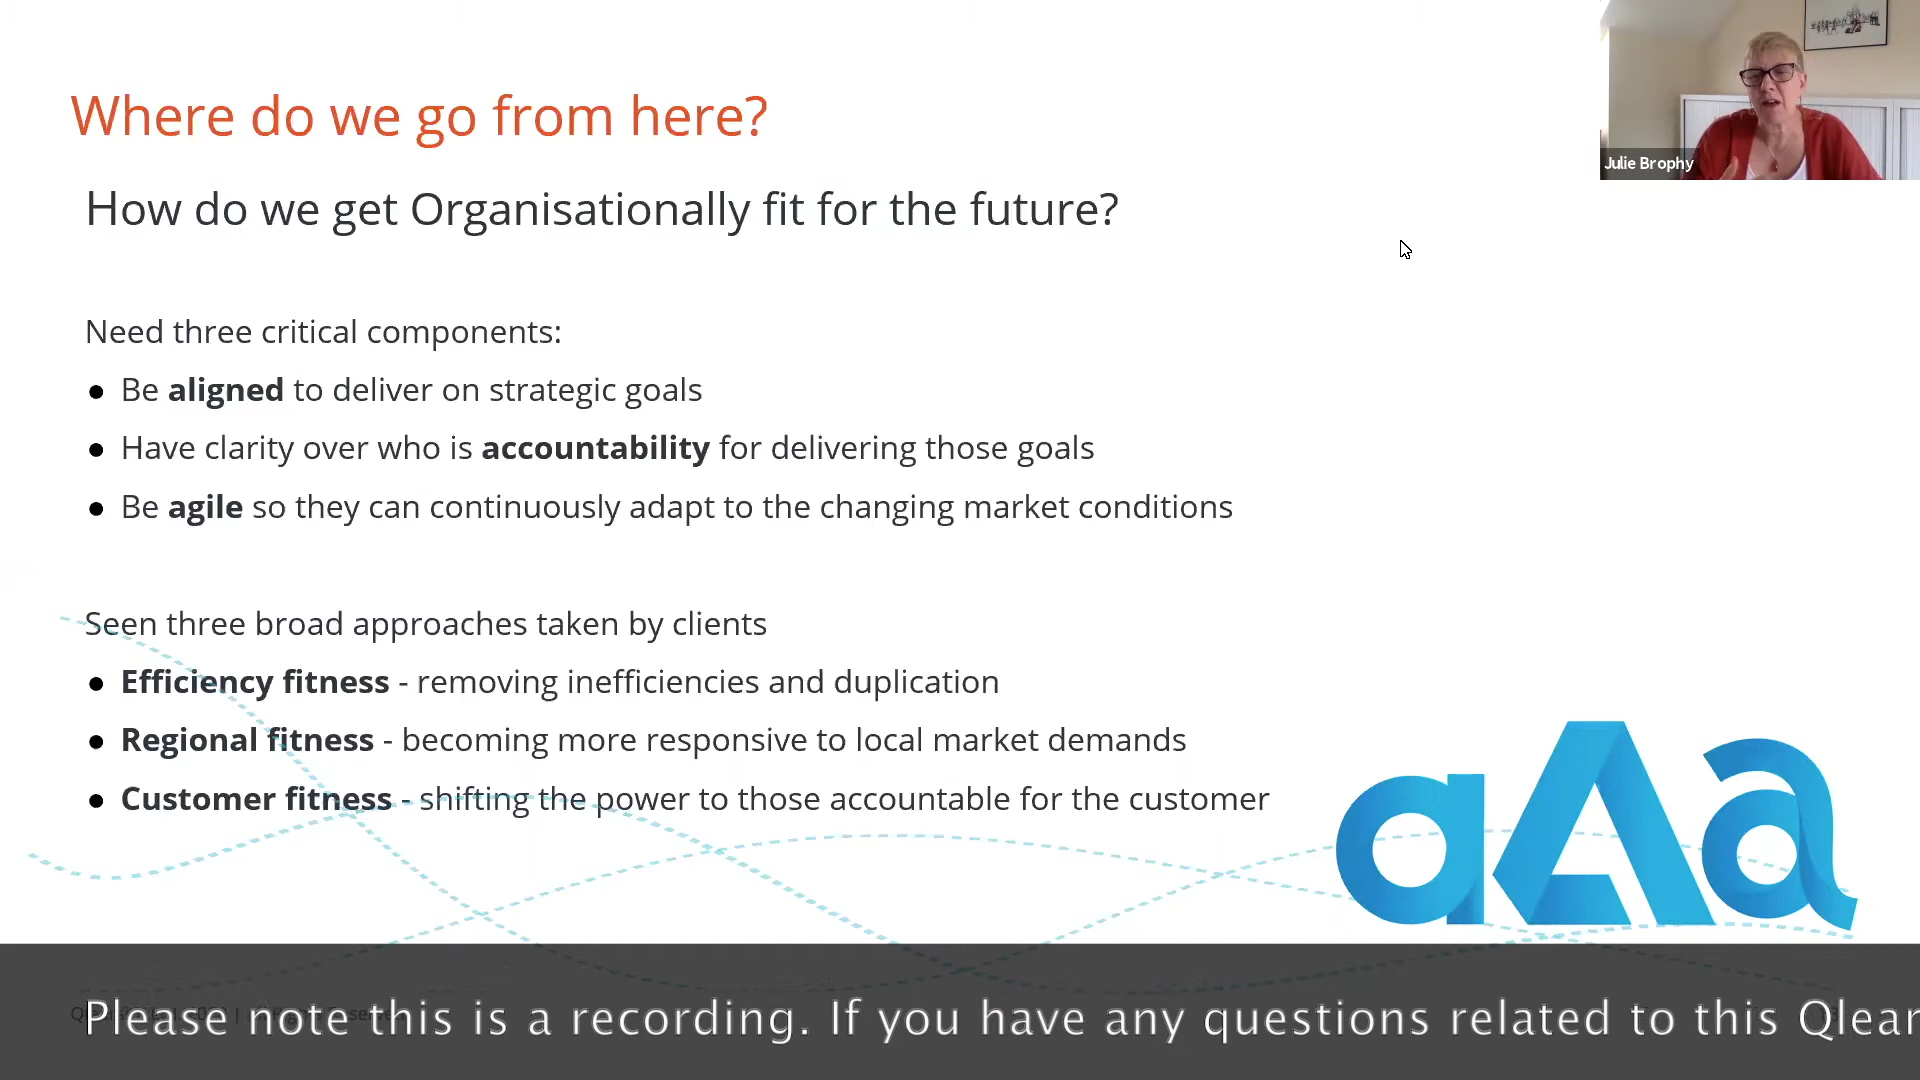 Where do we go from here?
Julie Brophy
How do we get Organisationally fit for the future?
Need three critical components:
● Be aligned to deliver on strategic goals
● Have clarity over who is accountability for delivering those goals
● Be agile so they can continuously adapt to the changing market conditions
Seen three broad approaches taken by clients
● Efficiency fitness - removing inefficiencies and duplication
● Regional fitness - becoming more responsive to local market demands
● Customer fitness - shifting the power to those accountable for the customer
aAa
Please note this is a recording. If you have any questions related to this Qlear